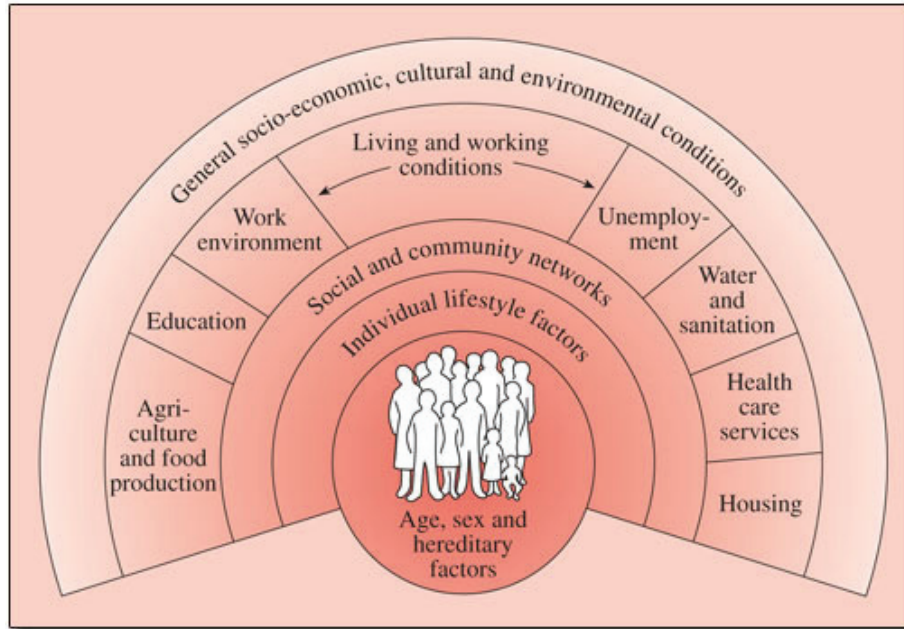 General socio-economic, cultural and environmental conditions
Living and working
conditions
Work
environment
Unemploy-
ment
Social and community networks
Water
and
sanitation
Education
Individual lifestyle factors
Agri-
culture
and food
production
Health
care
services
Housing
Age, sex and
hereditary
factors